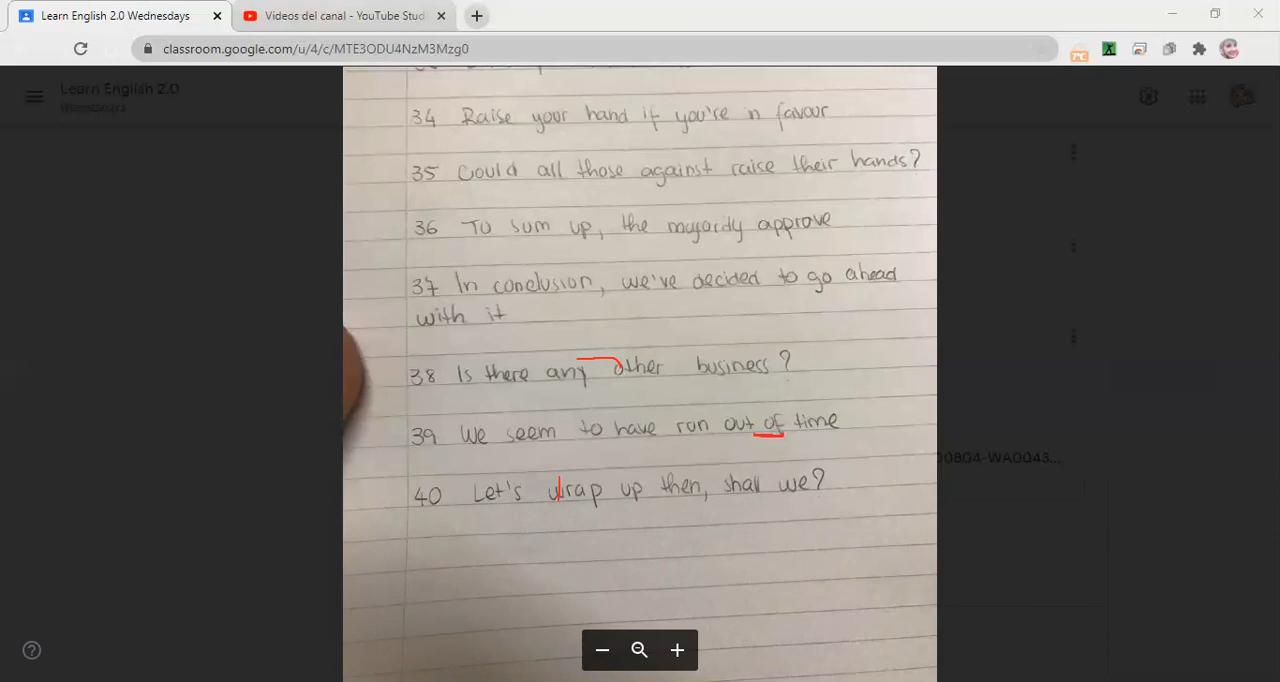 Learn English 2.0 Wednesdays
Videos del canal - YouTube Stud
classroom.google.com/u/4/c/MTE3ODU4NzM3Mzg0
Learn English 2.0
Wednesdays
34 Raise your hand if you're in favour
35 Could all those against raise their hands?
36 To sum up, the majority approve
37 In conclusion, we've decided to go ahead
with it
38 Is there any other business?
39 We seem to have run out of time
00804-WA0043...
40 Let's wrap up then, shall we?